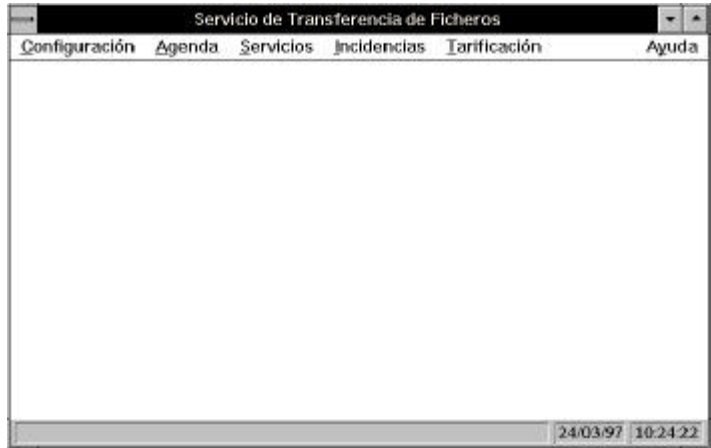 Servicio de Transferencia de Ficheros
Configuración Agenda Servicios Incidencias Tarificación Ayuda
24/03/97 10:24:22